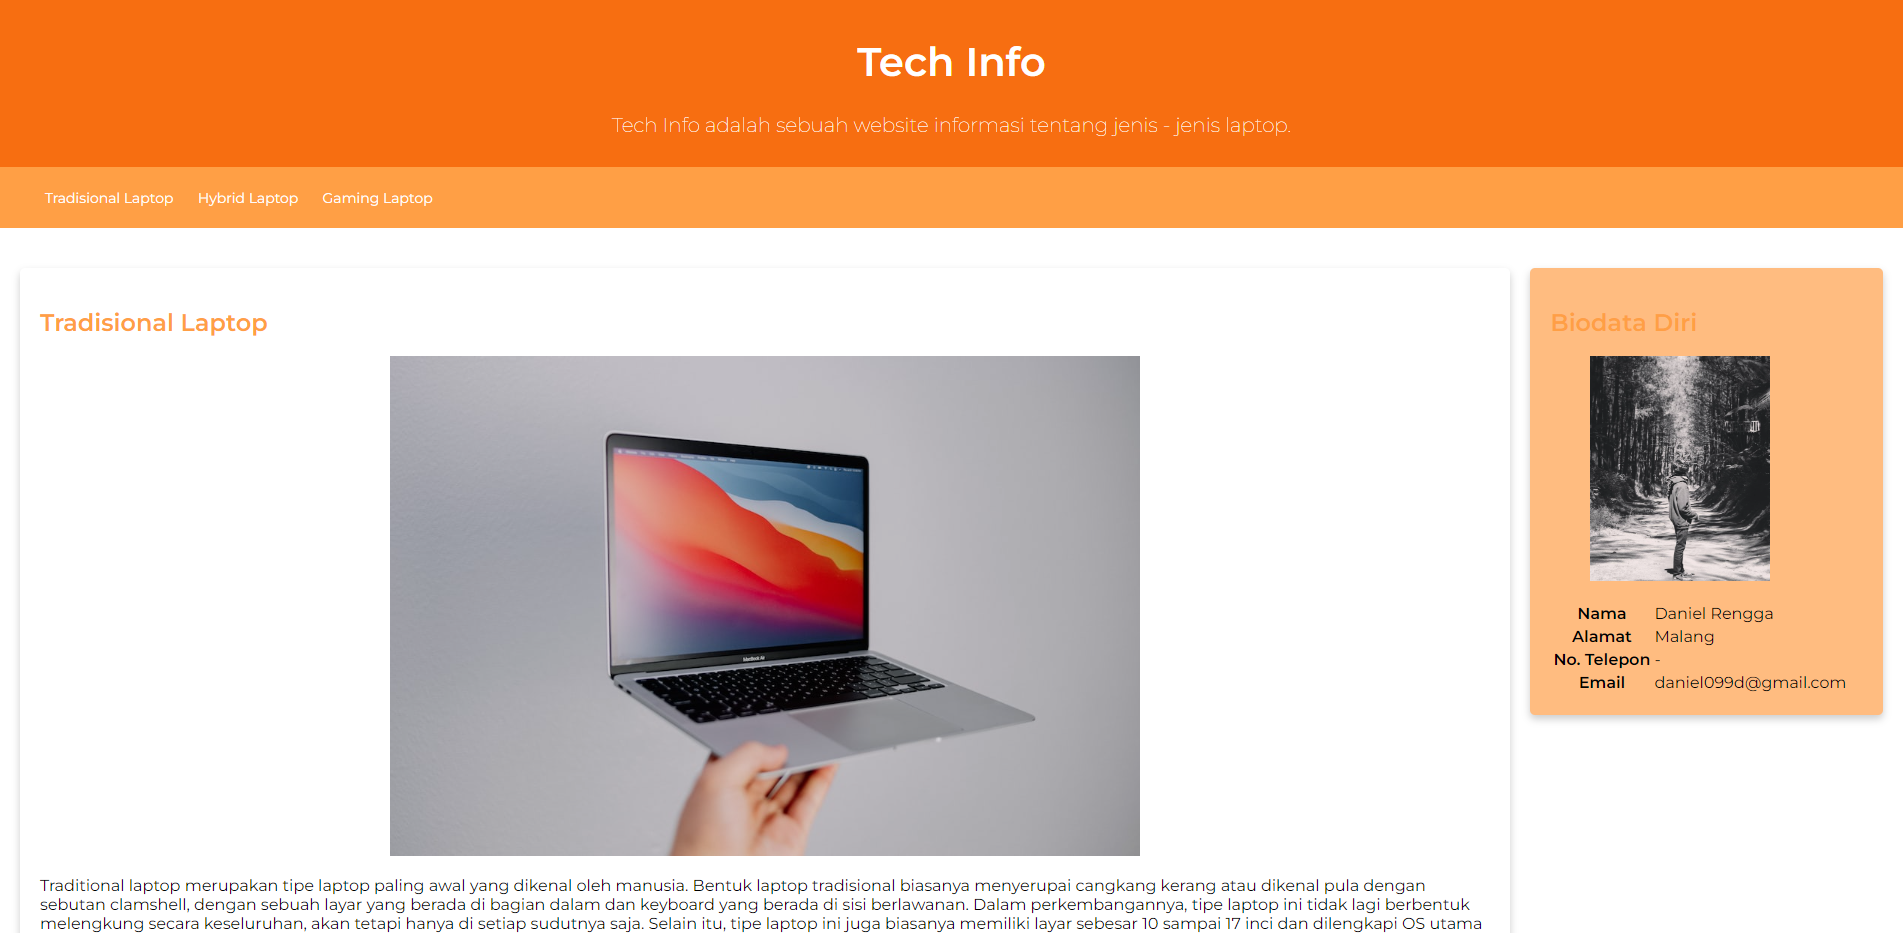 Tech Info
Tech Info adalah sebuah website informasi tentang jenis - jenis laptop.
Tradisional Laptop Hybrid Laptop Gaming Laptop
Tradisional Laptop
MacBook Air
Traditional laptop merupakan tipe laptop paling awal yang dikenal oleh manusia. Bentuk laptop tradisional biasanya menyerupai cangkang kerang atau dikenal pula dengan
sebutan clamshell, dengan sebuah layar yang berada di bagian dalam dan keyboard yang berada di sisi berlawanan. Dalam perkembangannya, tipe laptop ini tidak lagi berbentuk
melengkung secara keseluruhan, akan tetapi hanya di setiap sudutnya saja. Selain itu, tipe laptop ini juga biasanya memiliki layar sebesar 10 sampai 17 inci dan dilengkapi OS utama
Biodata Diri
Nama Daniel Rengga
Alamat Malang
No. Telepon -
Email daniel099d@gmail.com